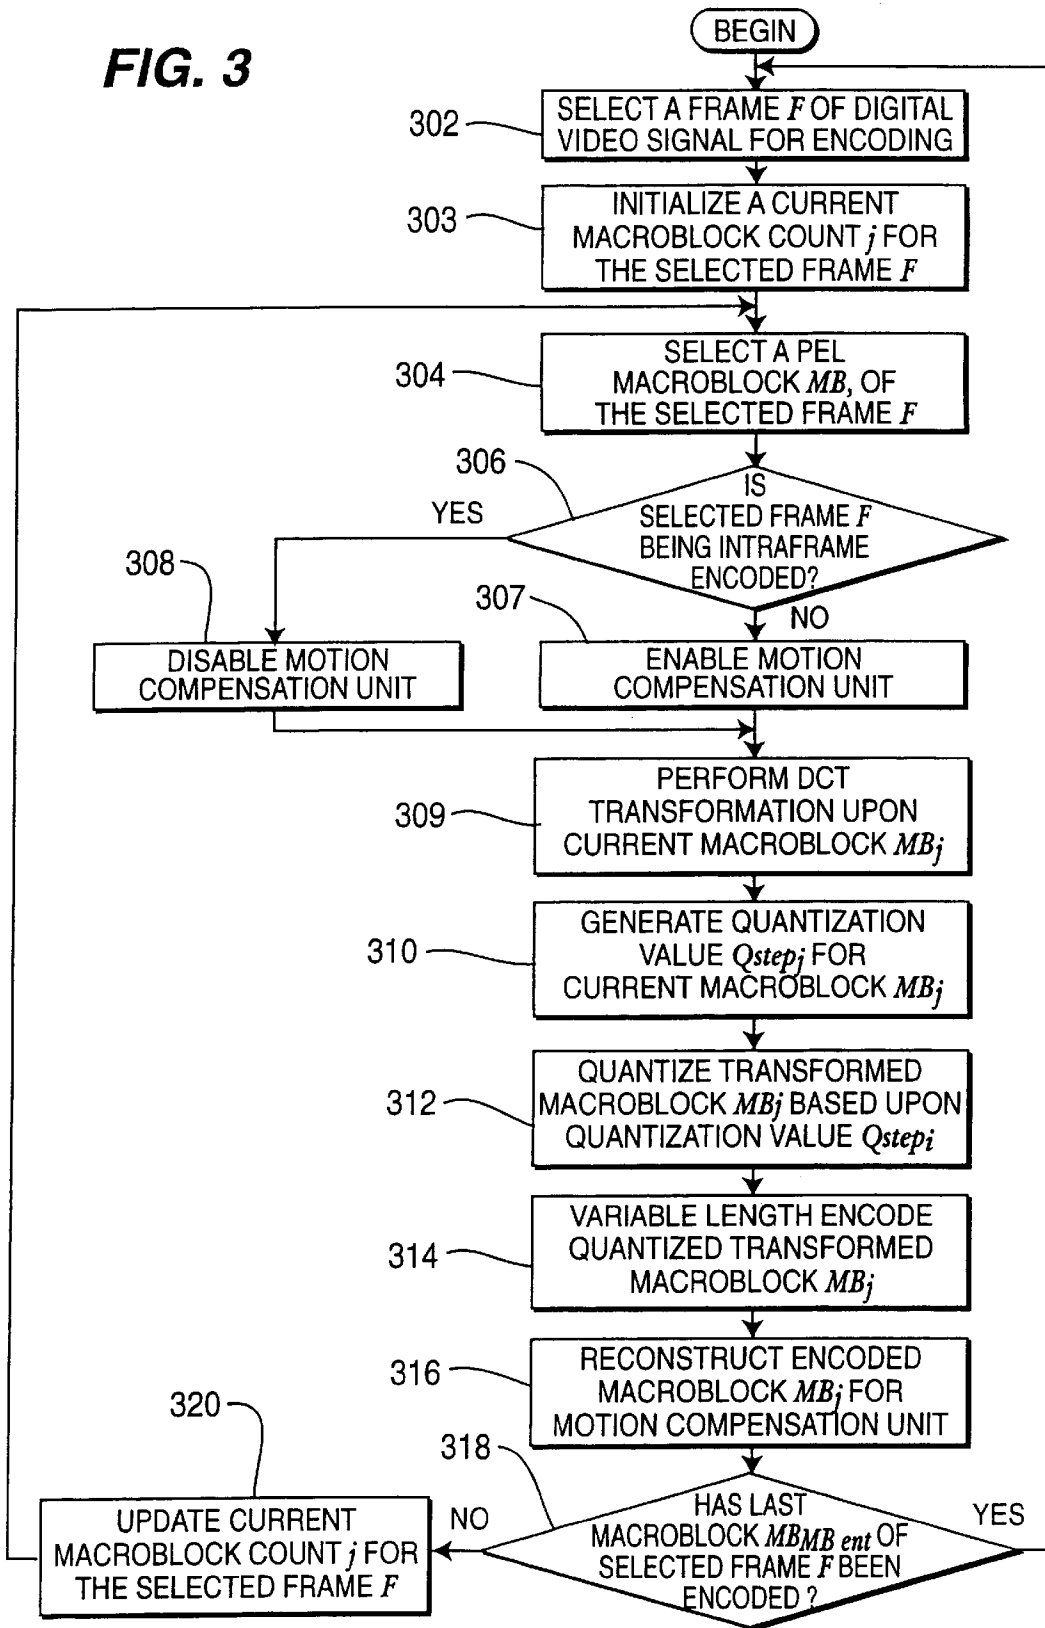 FIG. 3
BEGIN
302
SELECT A FRAME F OF DIGITAL
VIDEO SIGNAL FOR ENCODING
303
INITIALIZE A CURRENT
MACROBLOCK COUNT j FOR
THE SELECTED FRAME F
304
SELECT A PEL
MACROBLOCK MB, OF
THE SELECTED FRAME F
306
YES
IS
SELECTED FRAME F
BEING INTRAFRAME
ENCODED?
308
307
NO
DISABLE MOTION
COMPENSATION UNIT
ENABLE MOTION
COMPENSATION UNIT
309
PERFORM DCT
TRANSFORMATION UPON
CURRENT MACROBLOCK MBj
310
GENERATE QUANTIZATION
VALUE Qstepj FOR
CURRENT MACROBLOCK MBj
312
QUANTIZE TRANSFORMED
MACROBLOCK MBj BASED UPON
QUANTIZATION VALUE Qstepi
314
VARIABLE LENGTH ENCODE
QUANTIZED TRANSFORMED
MACROBLOCK MBj
316
RECONSTRUCT ENCODED
MACROBLOCK MBj FOR
MOTION COMPENSATION UNIT
320
318
UPDATE CURRENT
MACROBLOCK COUNT j FOR
THE SELECTED FRAME F
NO
HAS LAST
MACROBLOCK MBMB ent OF
SELECTED FRAME F BEEN
ENCODED ?
YES